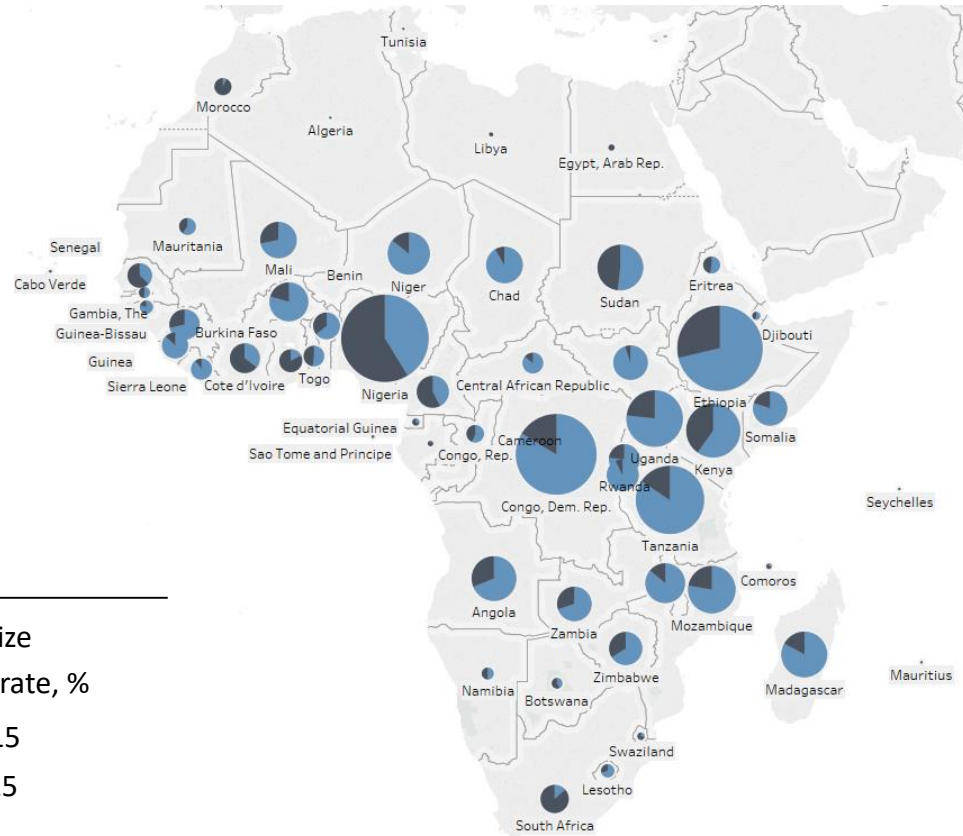 Tunisia
Morocco
Algeria
Libya
Egypt, Arab Rep.
Senegal
Mauritania
Cabo Verde
Mali
Benin
Niger
Chad
Sudan
Eritrea
Gambia, The
Guinea-Bissau
Burkina Faso
Djibouti
Guinea
Sierra Leone
Cote d'Ivoire
Togo
Nigeria
Central African Republic
Ethiopia
Somalia
Equatorial Guinea
Cameroon
Sao Tome and Principe
Congo, Rep.
Uganda
Kenya
Rwanda
Congo, Dem. Rep.
Seychelles
Tanzania
Comoros
Angola
Zambia
Mozambique
Zimbabwe
Madagascar
Mauritius
Namibia
Botswana
Swaziland
Lesotho
South Africa
ize
rate, %
15
5